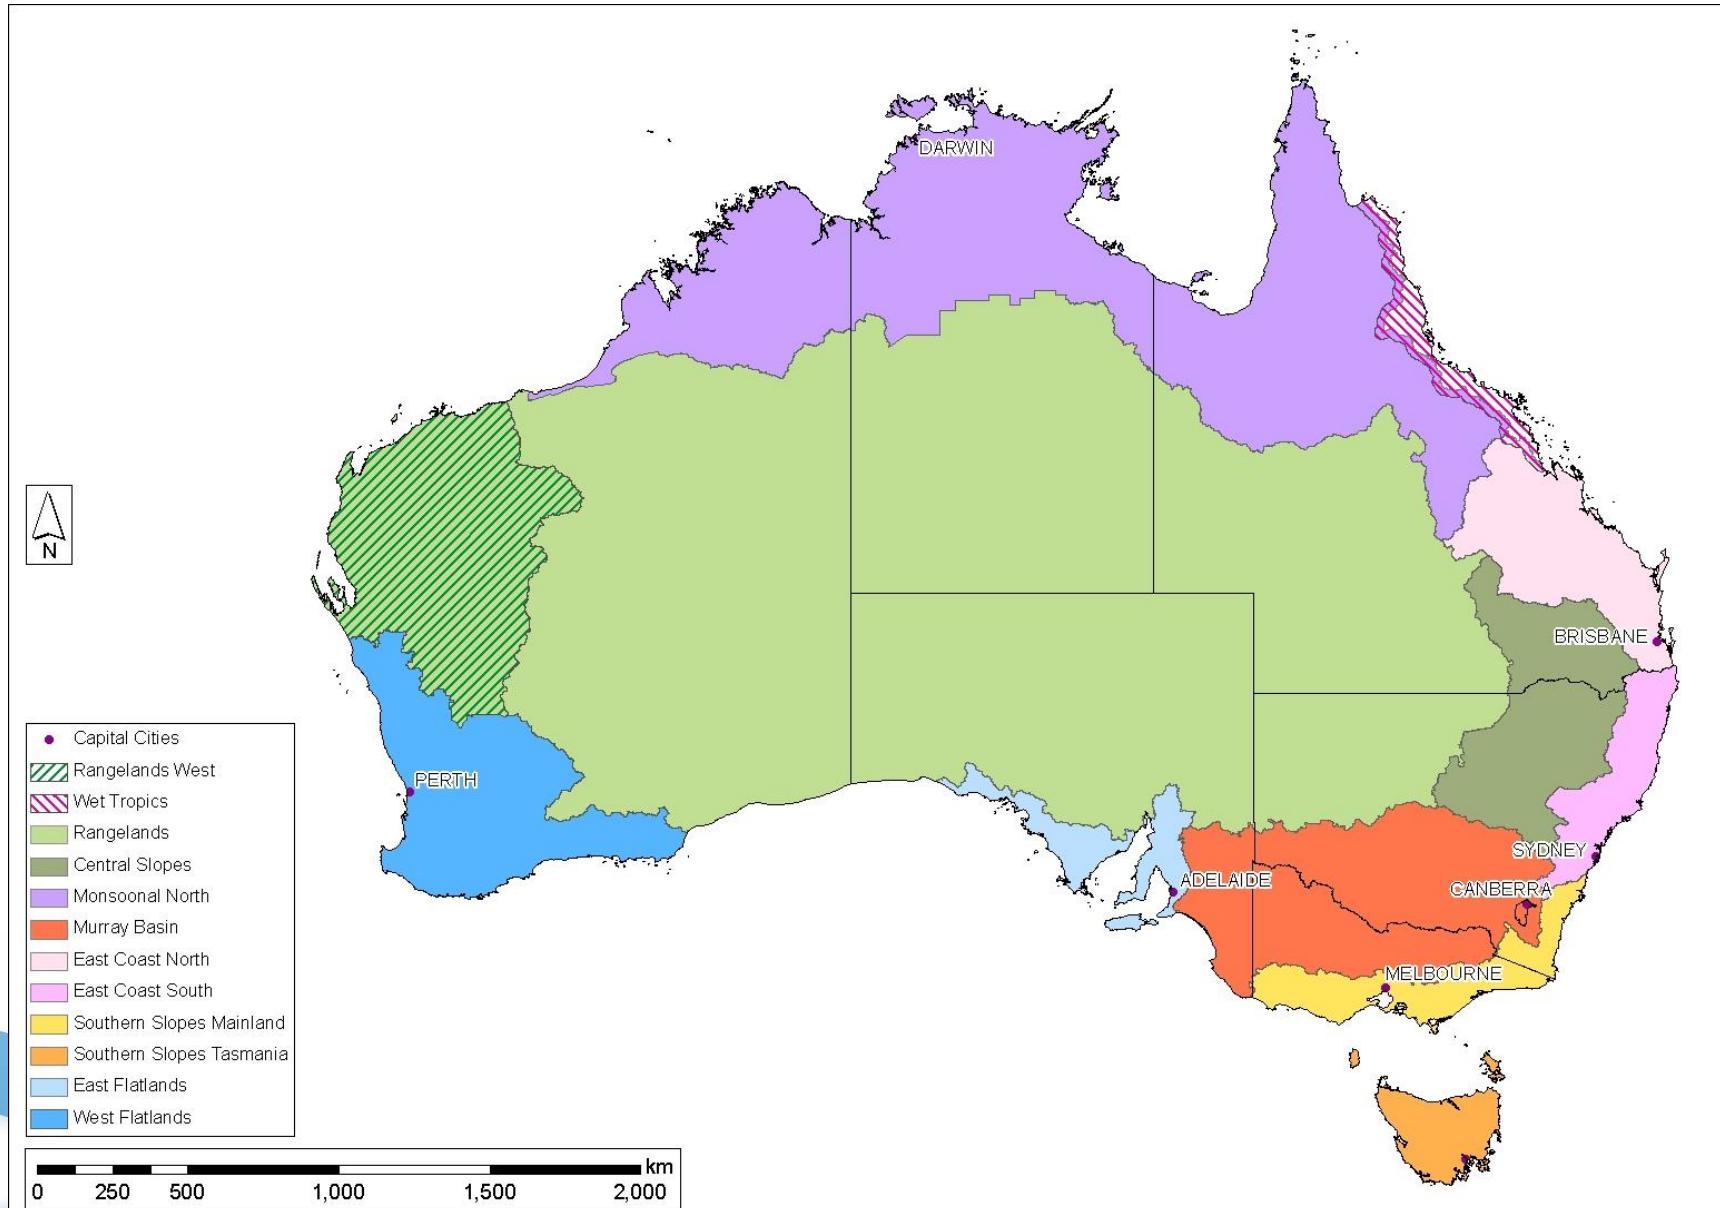 DARWIN
BRISBANE
PERTH
SYDNEY
ADELAIDE
CANBERRA
MELBOURNE
N
Capital Cities
Rangelands West
Wet Tropics
Rangelands
Central Slopes
Monsoonal North
Murray Basin
East Coast North
East Coast South
Southern Slopes Mainland
Southern Slopes Tasmania
East Flatlands
West Flatlands
km
0 250 500 1,000 1,500 2,000